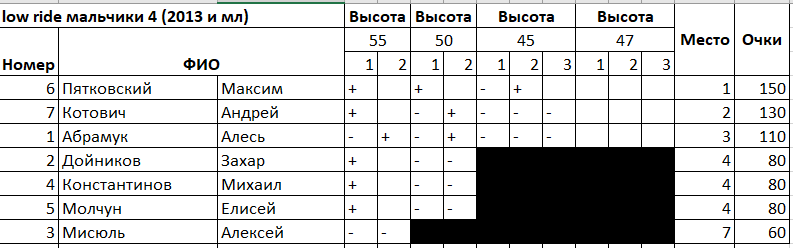 low ride мальчики 4 (2013 и мл) Высота Высота Высота Высота Место Очки
55 50 45 47
Номер ФИО 1 2 1 2 1 2 3 1 2 3
6 Пятковский Максим + + - + 1 150
7 Котович Андрей + - + - - - 2 130
1 Абрамук Алесь - + - + - - - 3 110
2 Дойников Захар + - - 4 80
4 Константинов Михаил + - - 4 80
5 Молчун Елисей + - - 4 80
3 Мисюль Алексей - - 7 60